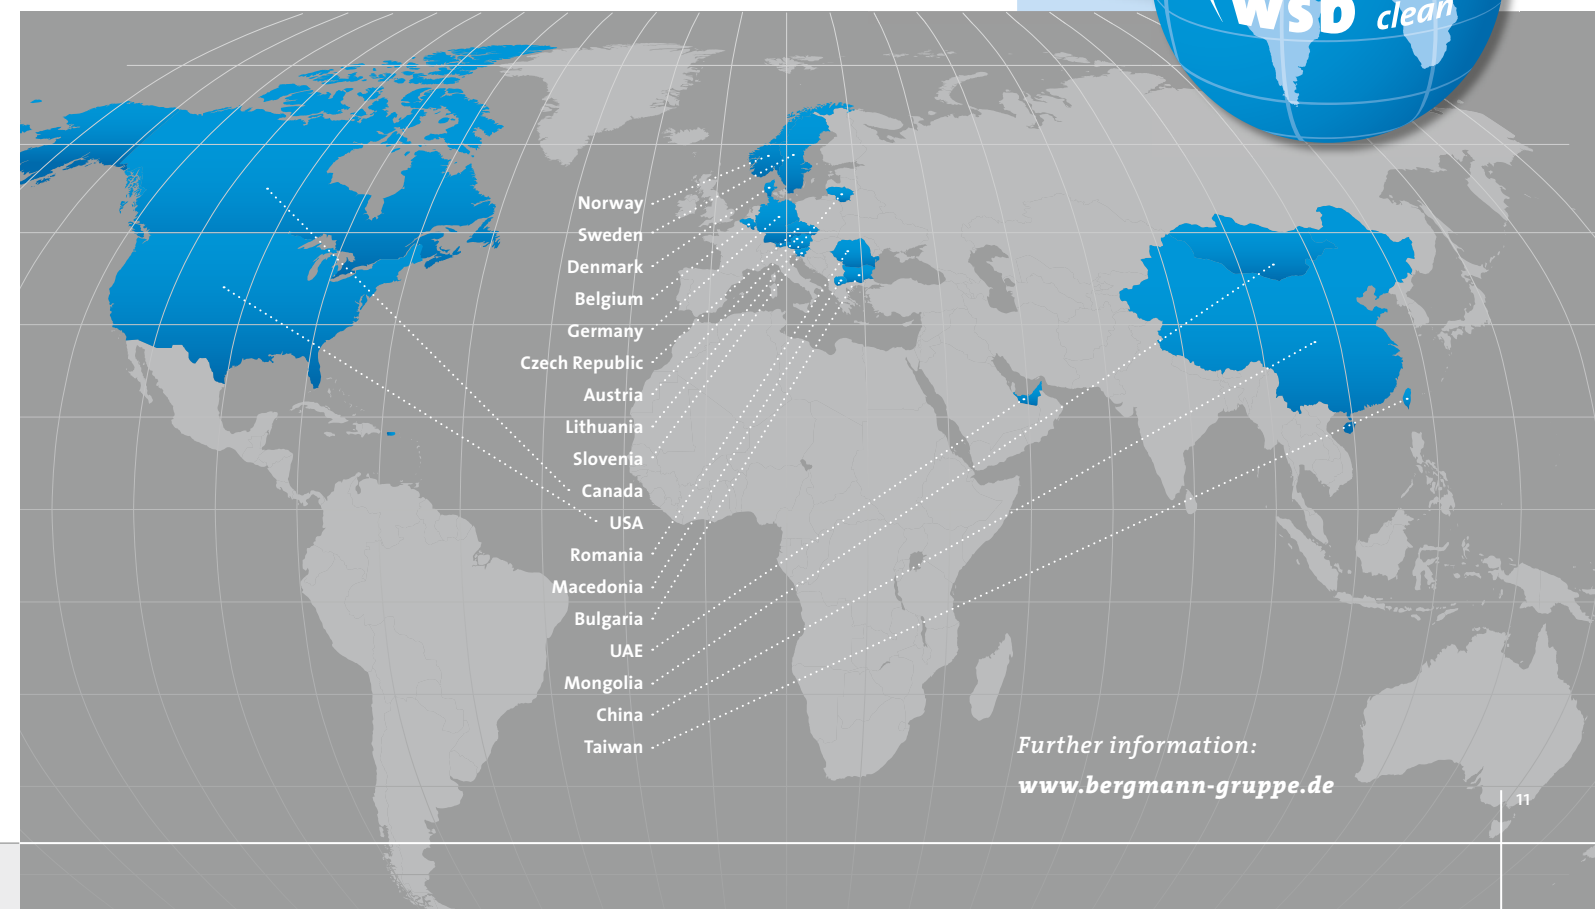 WSB clean
Norway
Sweden
Denmark
Belgium
Germany
Czech Republic
Austria
Lithuania
Slovenia
Canada
USA
Romania
Macedonia
Bulgaria
UAE
Mongolia
China
Taiwan
Further information:
www.bergmann-gruppe.de
11